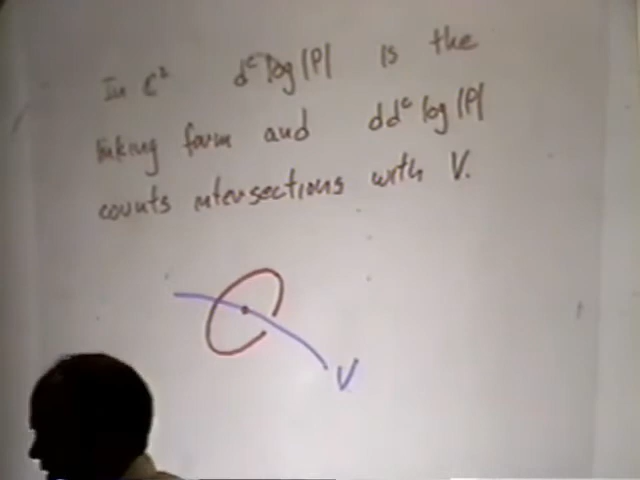 In C² d^c log |P| is the
linking form and dd^c log |P|
counts intersections with V.
V